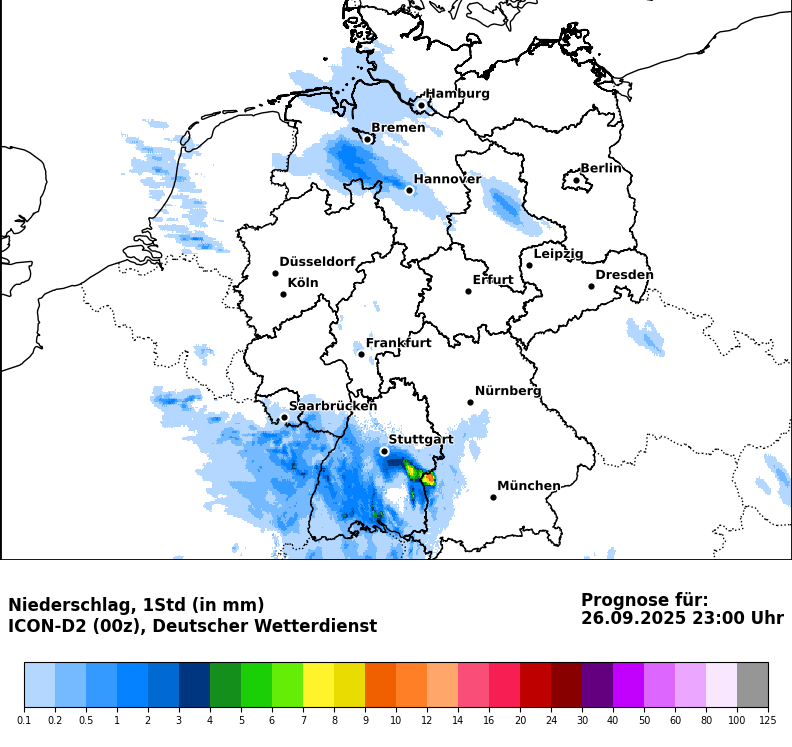 Hamburg
Bremen
Berlin
Hannover
Leipzig
Düsseldorf
Dresden
Köln
Erfurt
Frankfurt
Nürnberg
Saarbrücken
Stuttgart
München
Niederschlag, 1Std (in mm)
ICON-D2 (00z), Deutscher Wetterdienst
Prognose für:
26.09.2025 23:00 Uhr
0.1 0.2 0.5 1 2 3 4 5 6 7 8 9 10 12 14 16 20 24 30 40 50 60 80 100 125